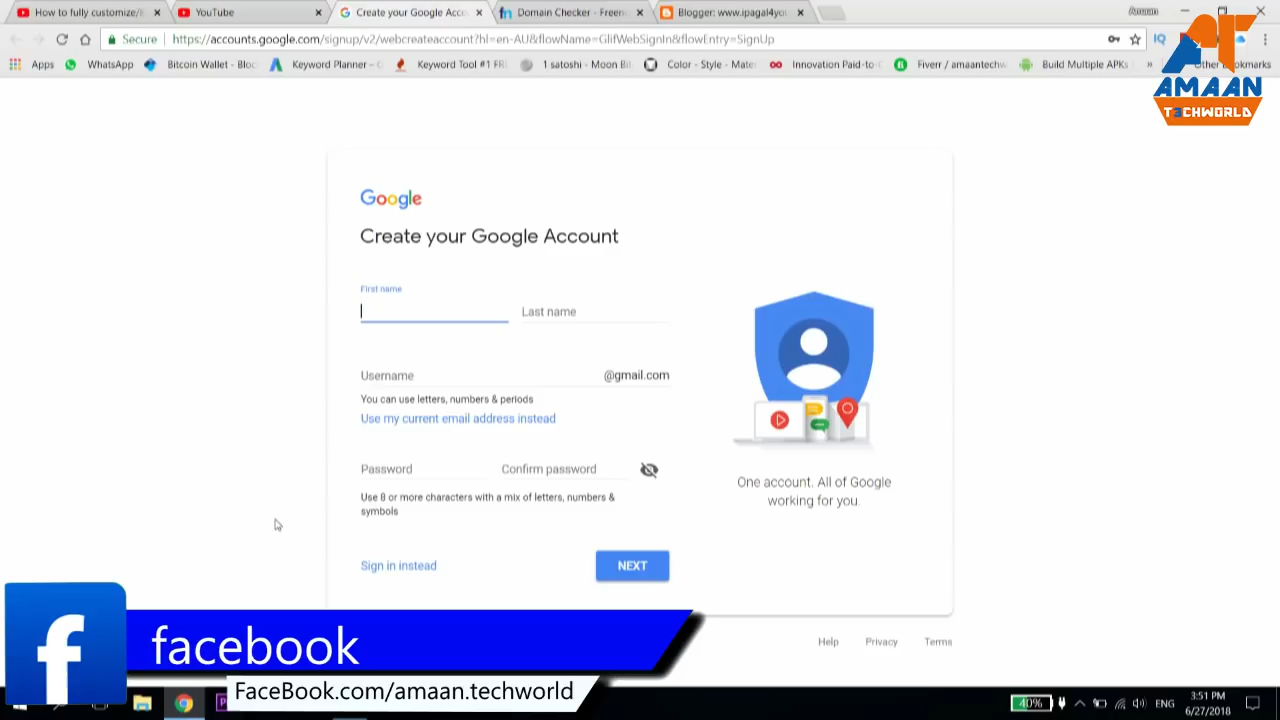 How to fully customize/
YouTube
Create your Google Acco
Domain Checker - Freen
Blogger: www.ipagal4yo
Secure
https://accounts.google.com/signup/v2/webcreateaccount?hl=en-AU&flowName=GlifWebSignIn&flowEntry=SignUp
IQ
Apps
WhatsApp
Bitcoin Wallet - Bloc
Keyword Planner - G
Keyword Tool #1 FRE
1 satoshi - Moon Bit
Color - Style - Mate
Innovation Paid-to
Fiverr / amaantechw
Build Multiple APKs
»
Other bookmarks
AT
AMAAN
T3CHWORLD
Google
Create your Google Account
First name
Last name
Username
@gmail.com
You can use letters, numbers & periods
Use my current email address instead
Password
Confirm password
Use 8 or more characters with a mix of letters, numbers &
symbols
Sign in instead
NEXT
One account. All of Google
working for you.
Help
Privacy
Terms
f
facebook
FaceBook.com/amaan.techworld
40%
ENG
3:51 PM
6/27/2018